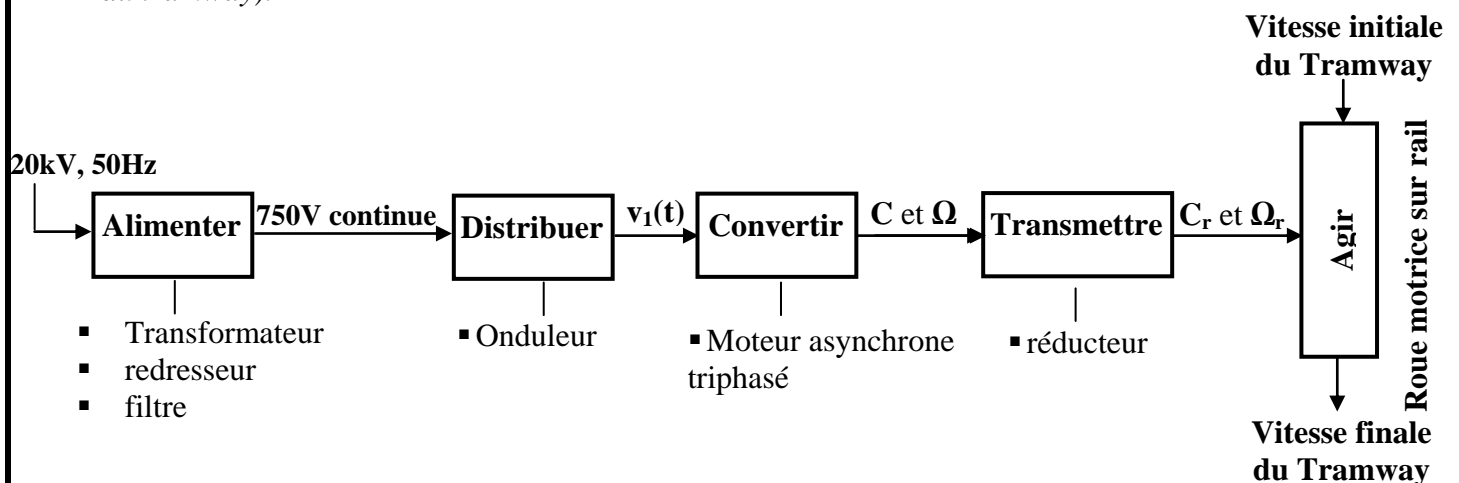 Vitesse initiale
du Tramway
20kV, 50Hz
Alimenter
750V continue
Distribuer
v₁(t)
Convertir
C et Ω
Transmettre
Cᵣ et Ωᵣ
Agir
Roue motrice sur rail
▪ Transformateur
▪ redresseur
▪ filtre
▪ Onduleur
▪ Moteur asynchrone
triphasé
▪ réducteur
Vitesse finale
du Tramway